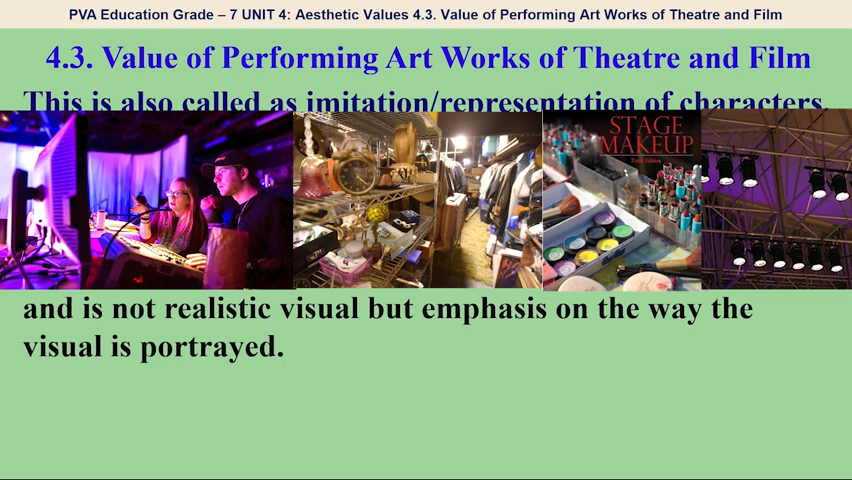 PVA Education Grade – 7 UNIT 4: Aesthetic Values 4.3. Value of Performing Art Works of Theatre and Film
4.3. Value of Performing Art Works of Theatre and Film
This is also called as imitation/representation of characters,
STAGE
MAKEUP
Tenth Edition
and is not realistic visual but emphasis on the way the
visual is portrayed.